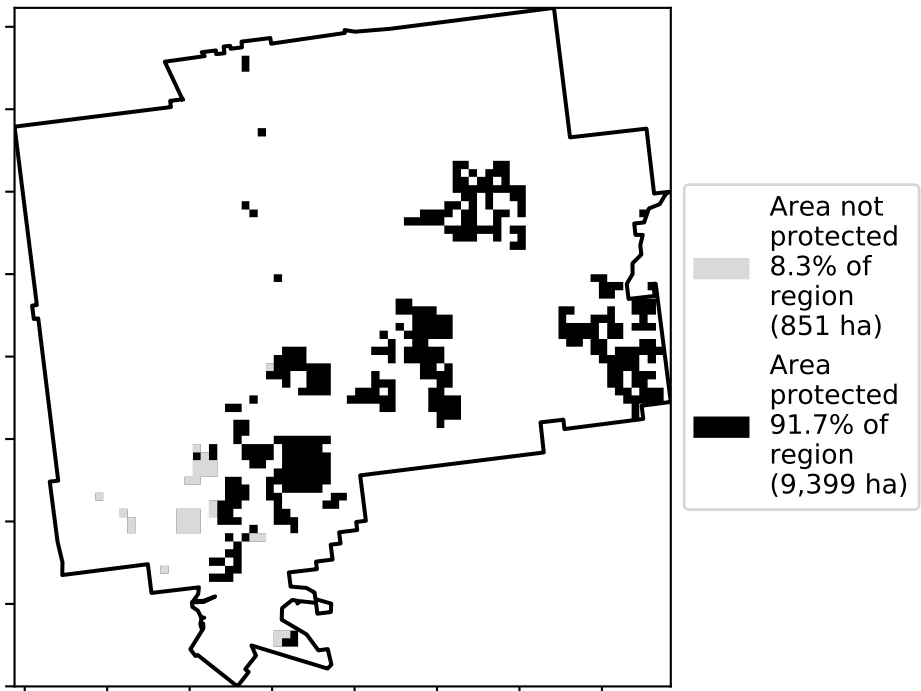 Area not
protected
8.3% of
region
(851 ha)
Area
protected
91.7% of
region
(9,399 ha)